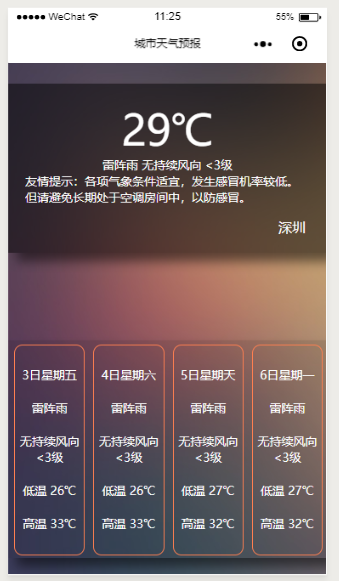 WeChat
11:25
55%
城市天气预报
29℃
雷阵雨 无持续风向 <3级
友情提示：各项气象条件适宜，发生感冒机率较低。
但请避免长期处于空调房间中，以防感冒。
深圳
3日星期五
雷阵雨
无持续风向
<3级
低温 26℃
高温 33℃
4日星期六
雷阵雨
无持续风向
<3级
低温 26℃
高温 33℃
5日星期天
雷阵雨
无持续风向
<3级
低温 27℃
高温 32℃
6日星期一
雷阵雨
无持续风向
<3级
低温 27℃
高温 32℃